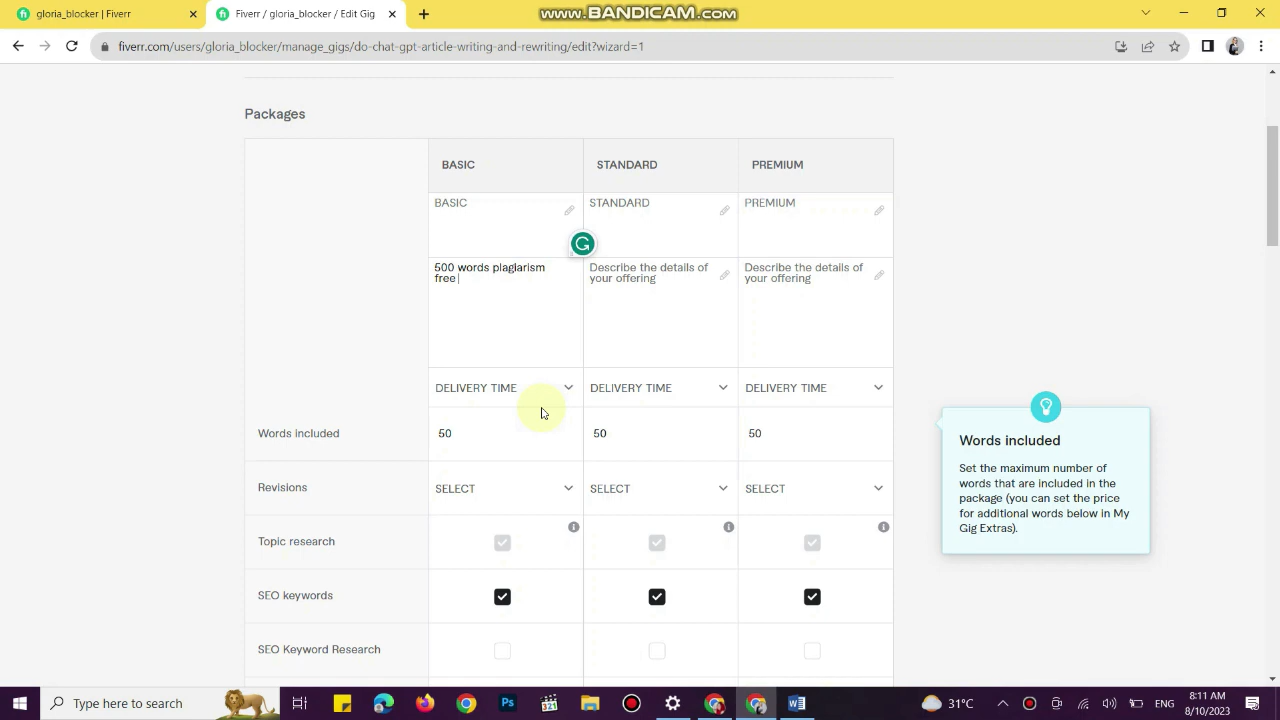 gloria_blocker | Fiverr
Fiverr / gloria_blocker / Edit Gig
WWW.BANDICAM.COM
fiverr.com/users/gloria_blocker/manage_gigs/do-chat-gpt-article-writing-and-rewriting/edit?wizard=1
Packages
BASIC STANDARD PREMIUM
BASIC STANDARD PREMIUM
500 words plagiarism
free
Describe the details of
your offering
Describe the details of
your offering
DELIVERY TIME DELIVERY TIME DELIVERY TIME
Words included 50 50 50
Revisions SELECT SELECT SELECT
Topic research
SEO keywords
SEO Keyword Research
Words included
Set the maximum number of
words that are included in the
package (you can set the price
for additional words below in My
Gig Extras).
Type here to search
31°C
ENG
8:11 AM
8/10/2023